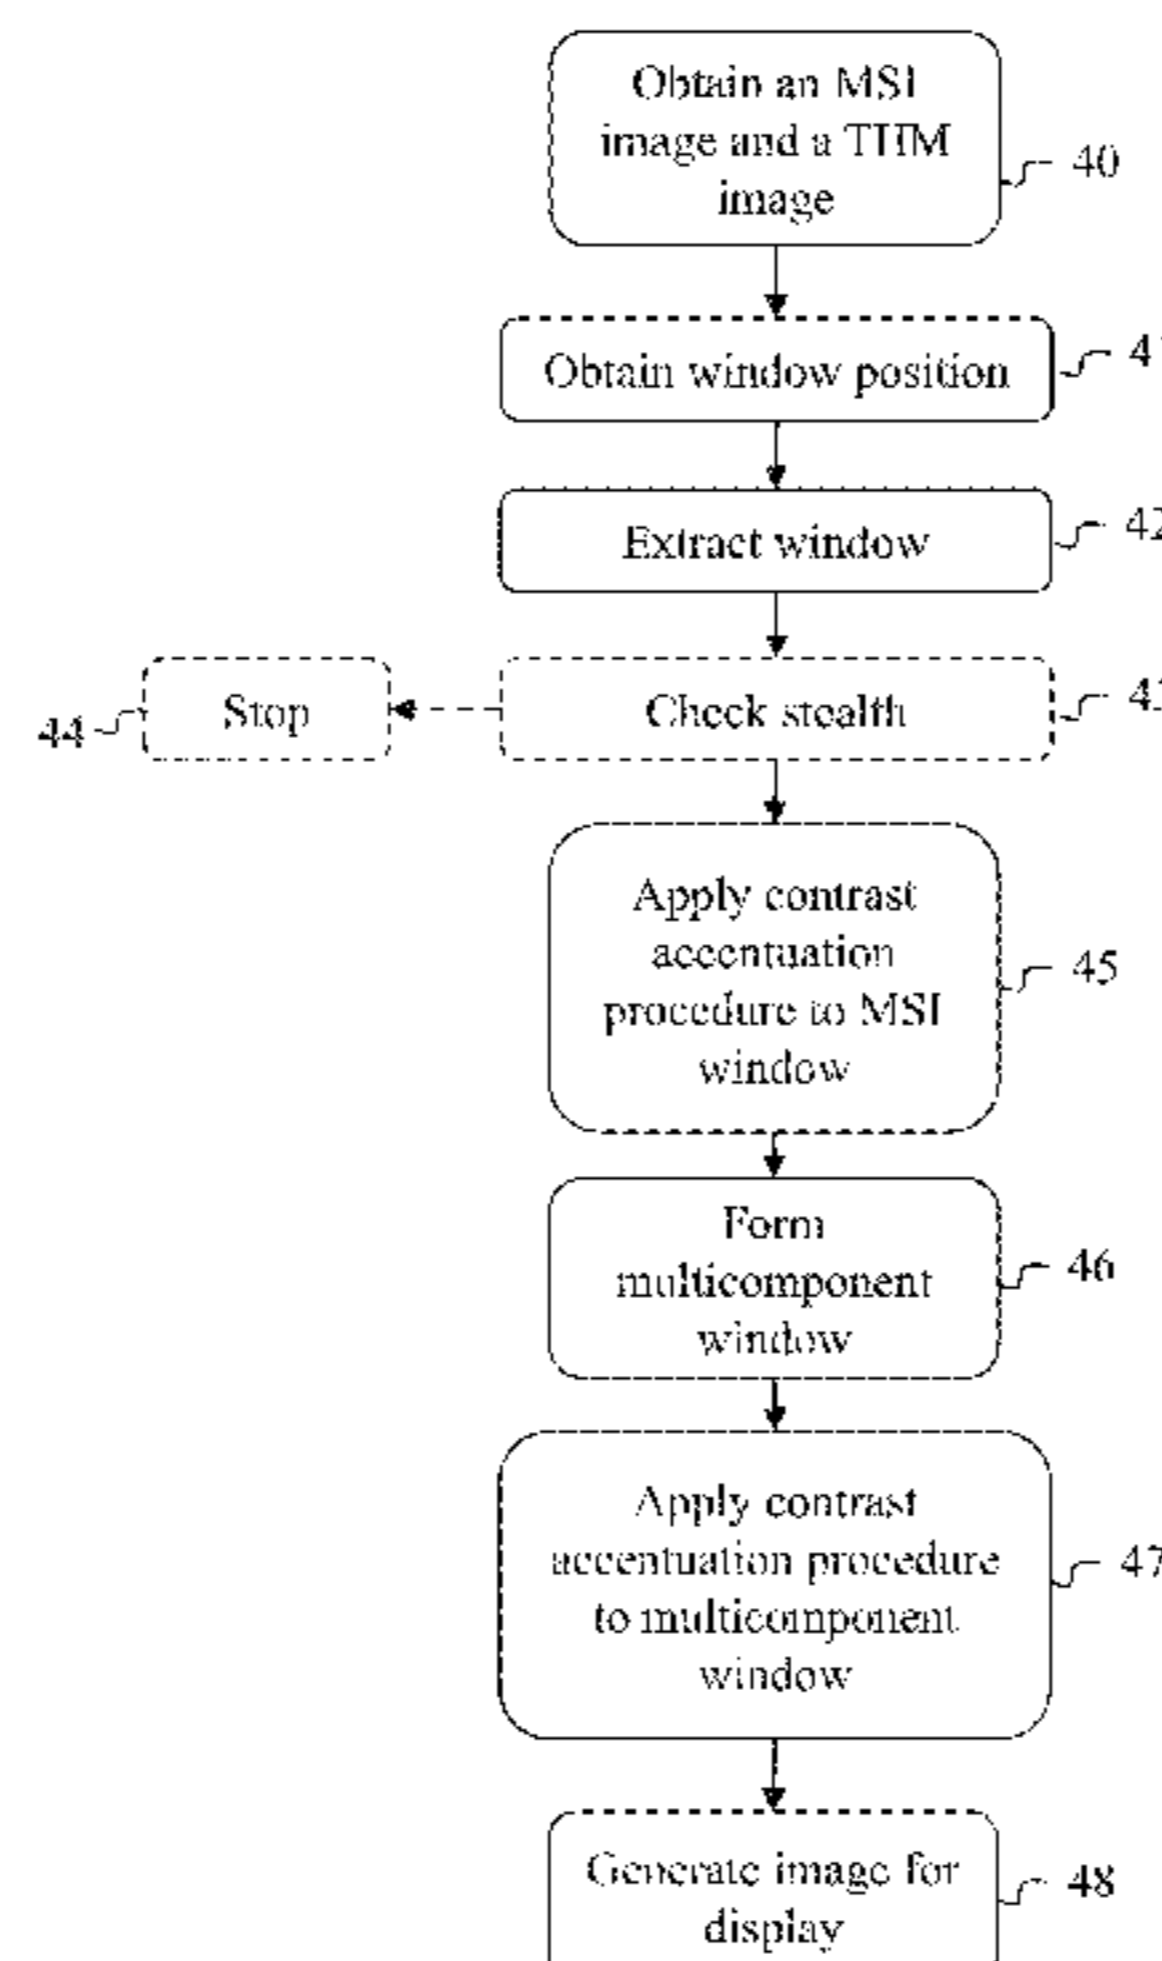 Obtain an MSI
image and a THM
image
40
Obtain window position
Extract window
42
Check stealth
Stop
44
Apply contrast
accentuation
procedure to MSI
window
45
Form
multicomponent
window
46
Apply contrast
accentuation procedure
to multicomponent
window
47
Generate image for
display
48